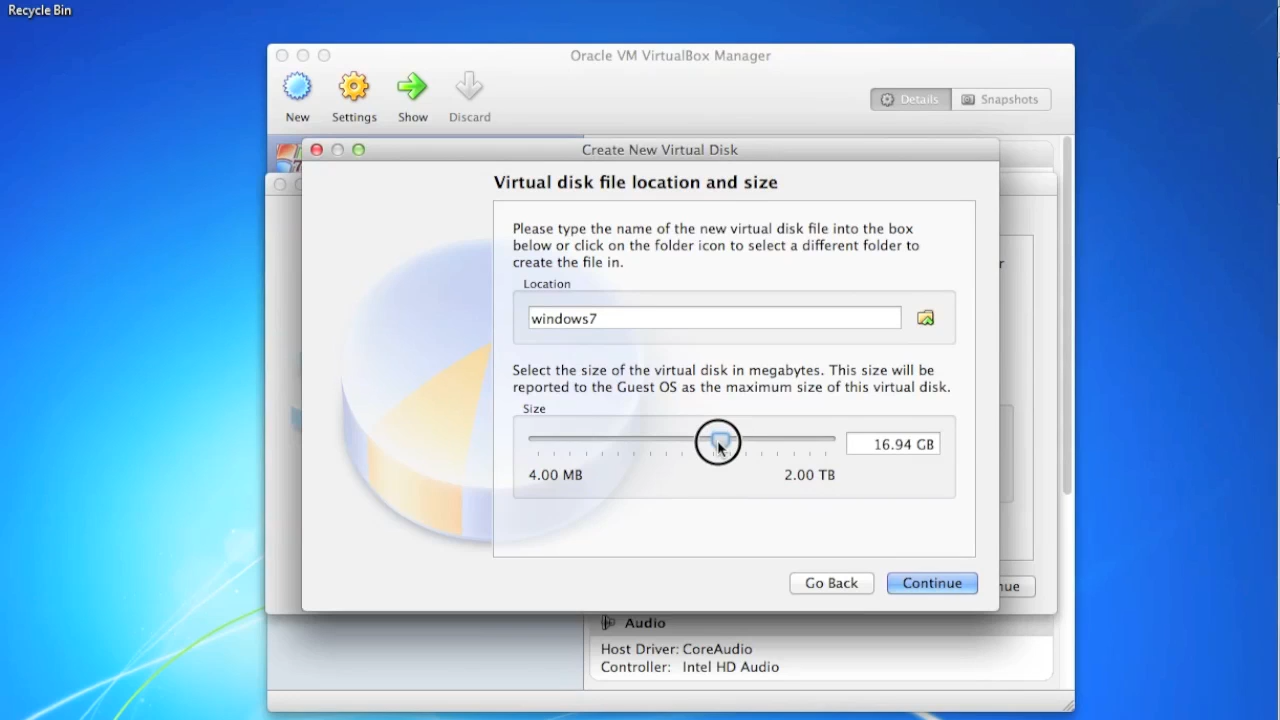 Recycle Bin
Oracle VM VirtualBox Manager
New
Settings
Show
Discard
Details
Snapshots
Create New Virtual Disk
Virtual disk file location and size
Please type the name of the new virtual disk file into the box
below or click on the folder icon to select a different folder to
create the file in.
Location
windows7
Select the size of the virtual disk in megabytes. This size will be
reported to the Guest OS as the maximum size of this virtual disk.
Size
16.94 GB
4.00 MB
2.00 TB
Go Back
Continue
Audio
Host Driver: CoreAudio
Controller: Intel HD Audio